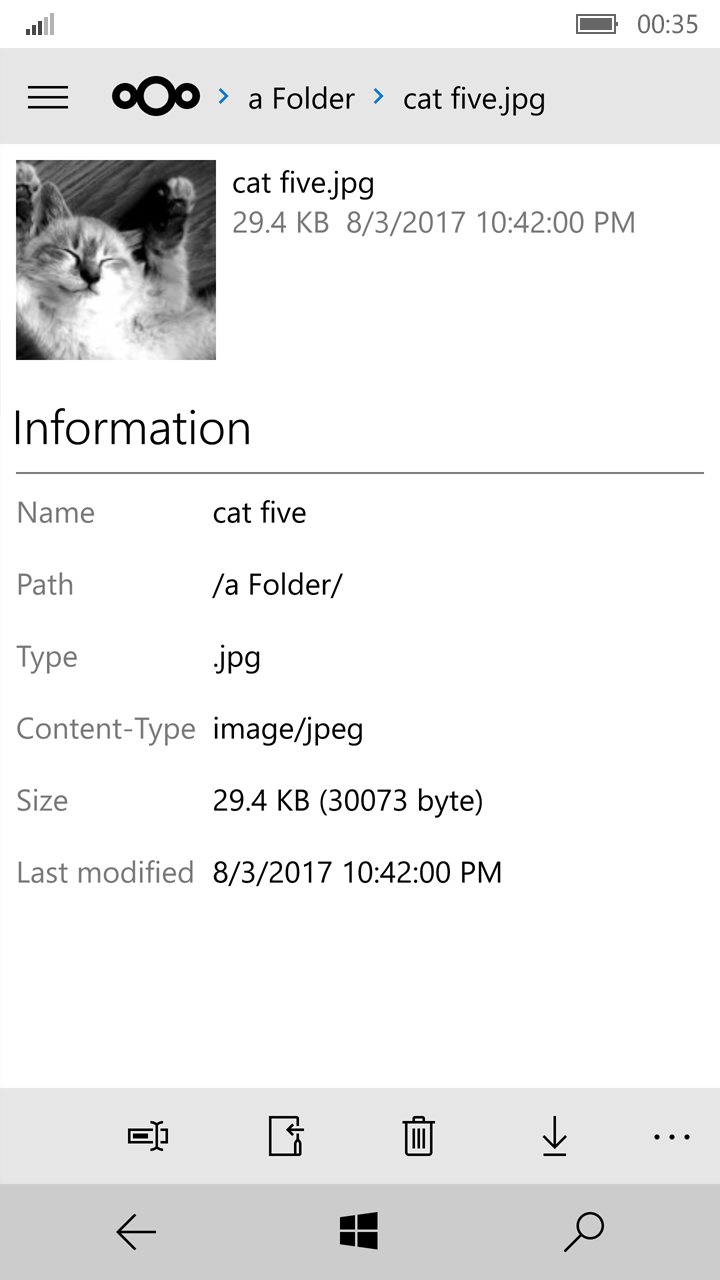 00:35
a Folder cat five.jpg
cat five.jpg
29.4 KB 8/3/2017 10:42:00 PM
Information
Name cat five
Path /a Folder/
Type .jpg
Content-Type image/jpeg
Size 29.4 KB (30073 byte)
Last modified 8/3/2017 10:42:00 PM